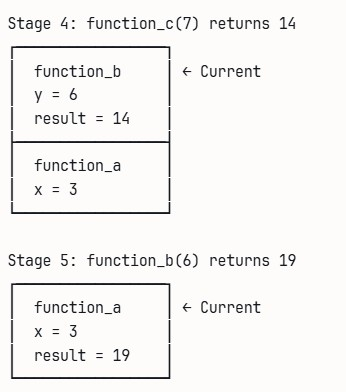 Stage 4: function_c(7) returns 14
function_b ← Current
y = 6
result = 14
function_a
x = 3
Stage 5: function_b(6) returns 19
function_a ← Current
x = 3
result = 19